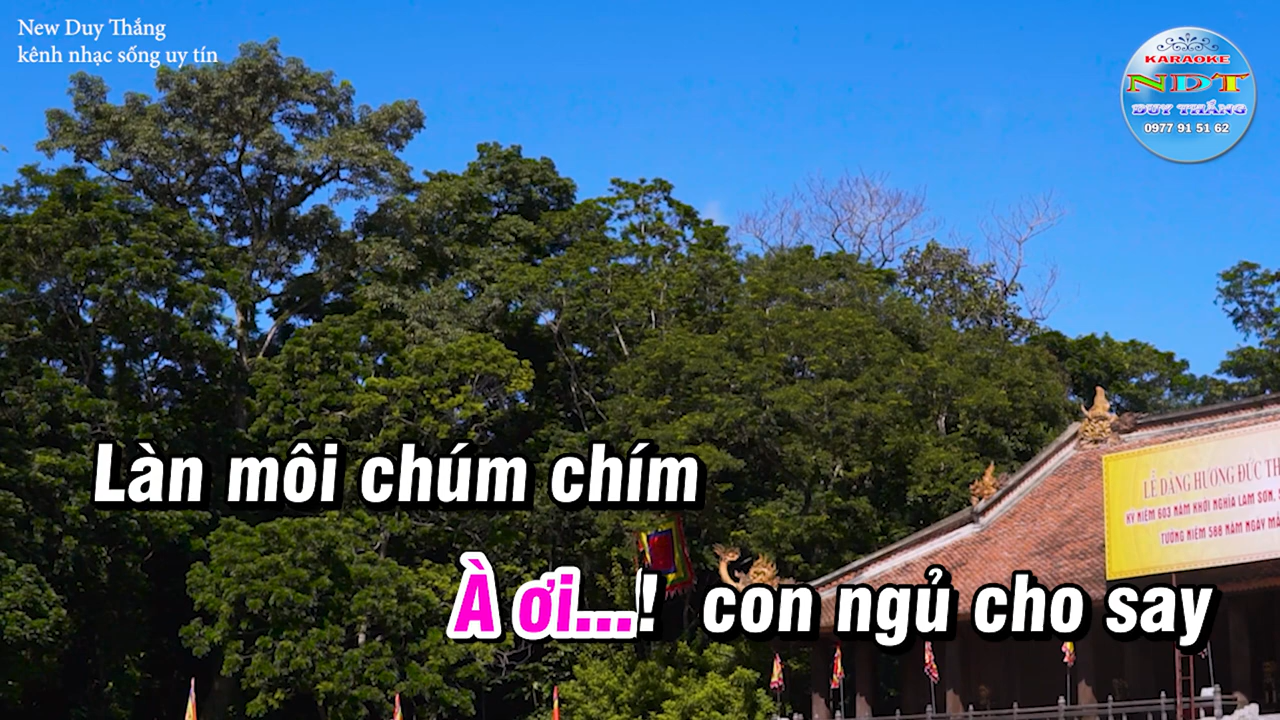 New Duy Thắng
kênh nhạc sống uy tín
KARAOKE
NDT
DUY THẮNG
0977 91 51 62
Làn môi chúm chím
LỄ DÂNG HƯƠNG ĐỨC
KỶ NIỆM 603 NĂM KHỞI NGHĨA LAM SƠN,
TƯỞNG NIỆM 588 NĂM NGÀY
À ơi...! con ngủ cho say